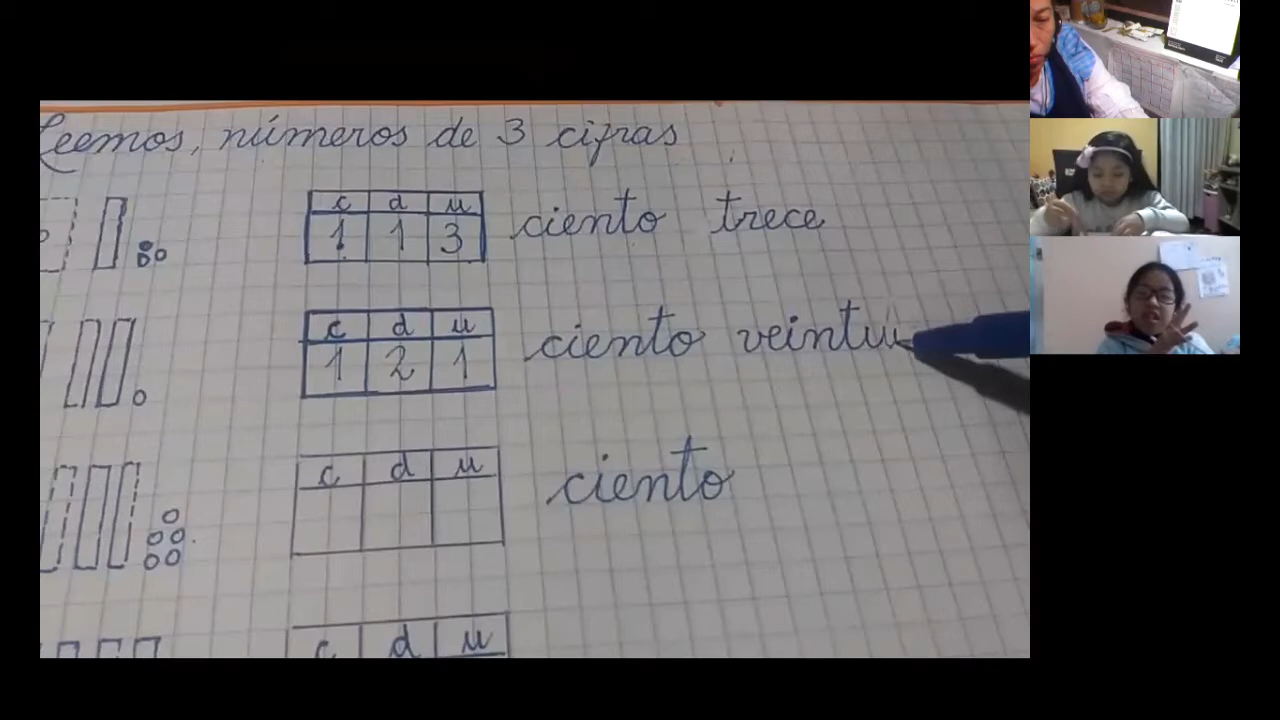 Leemos, números de 3 cifras
c d u
1 1 3
ciento trece
c d u
1 2 1
ciento veintiu
c d u
ciento
c d u